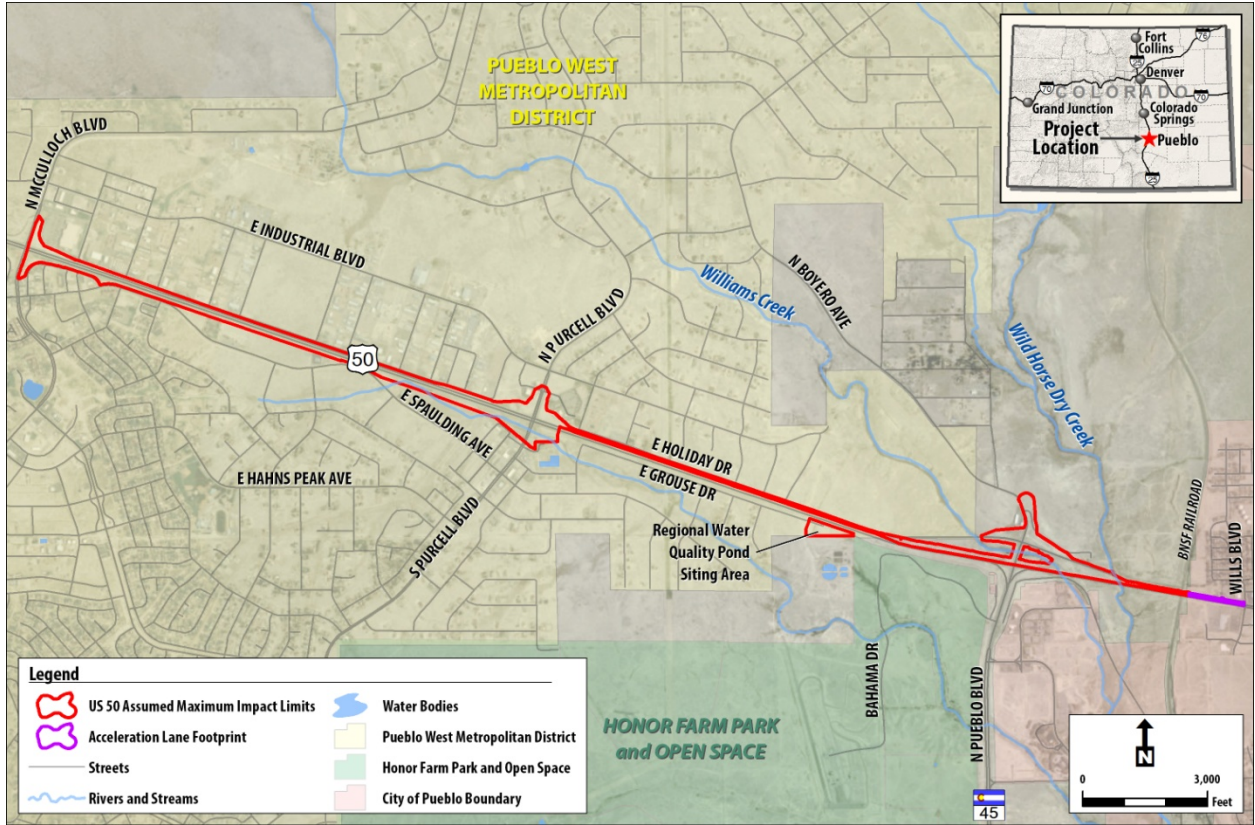 PUEBLO WEST
METROPOLITAN
DISTRICT
Fort
Collins
76
25
Denver
70
COLORADO
70
Grand Junction
Colorado
Springs
Project
Location
Pueblo
25
N MCCULLOCH BLVD
E INDUSTRIAL BLVD
N PURCELL BLVD
Williams Creek
N BOYERO AVE
Wild Horse Dry Creek
50
E SPAULDING AVE
E HAHNS PEAK AVE
S PURCELL BLVD
E HOLIDAY DR
E GROUSE DR
Regional Water
Quality Pond
Siting Area
BNSF RAILROAD
WILLS BLVD
BAHAMA DR
N PUEBLO BLVD
HONOR FARM PARK
and OPEN SPACE
45
Legend
US 50 Assumed Maximum Impact Limits
Acceleration Lane Footprint
Streets
Rivers and Streams
Water Bodies
Pueblo West Metropolitan District
Honor Farm Park and Open Space
City of Pueblo Boundary
N
0 3,000
Feet